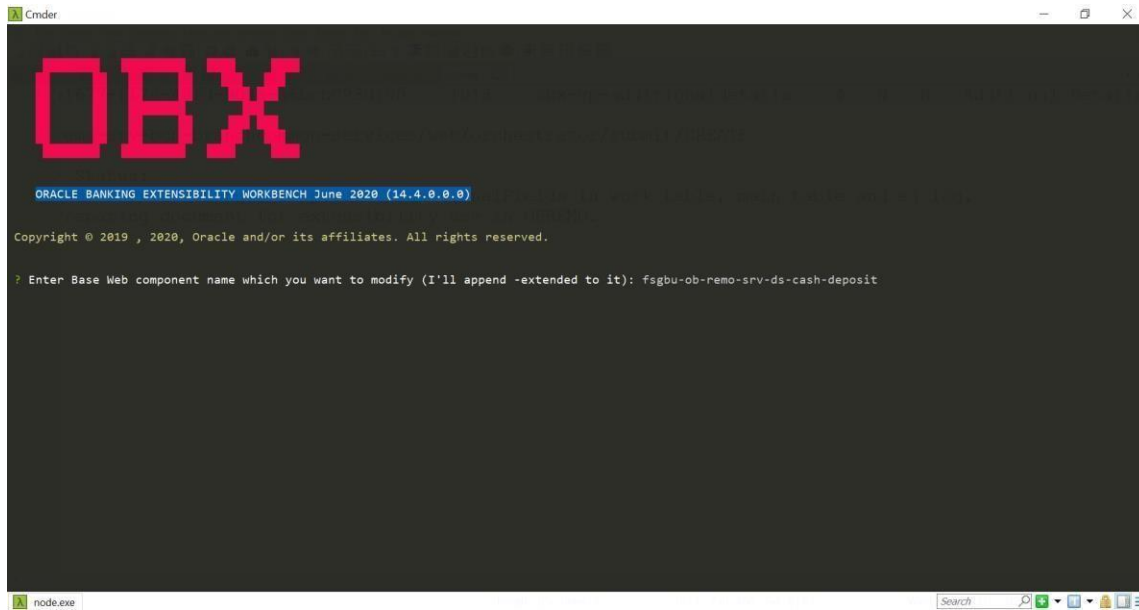 Cmder
OBX
ORACLE BANKING EXTENSIBILITY WORKBENCH June 2020 (14.4.0.0.0)
Copyright © 2019 , 2020, Oracle and/or its affiliates. All rights reserved.
? Enter Base Web component name which you want to modify (I'll append -extended to it): fsgbu-ob-remo-srv-ds-cash-deposit
node.exe
Search